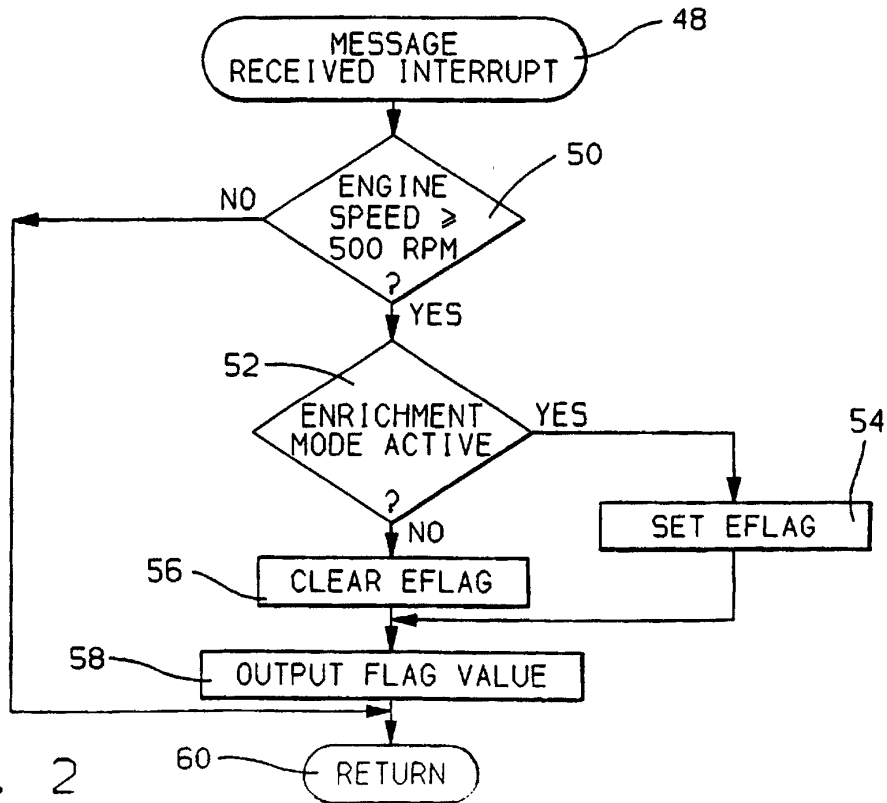 MESSAGE
RECEIVED INTERRUPT
48
ENGINE
SPEED ≥
500 RPM
?
50
NO
YES
52
ENRICHMENT
MODE ACTIVE
?
YES
54
NO
SET EFLAG
56
CLEAR EFLAG
58
OUTPUT FLAG VALUE
60
RETURN
. 2